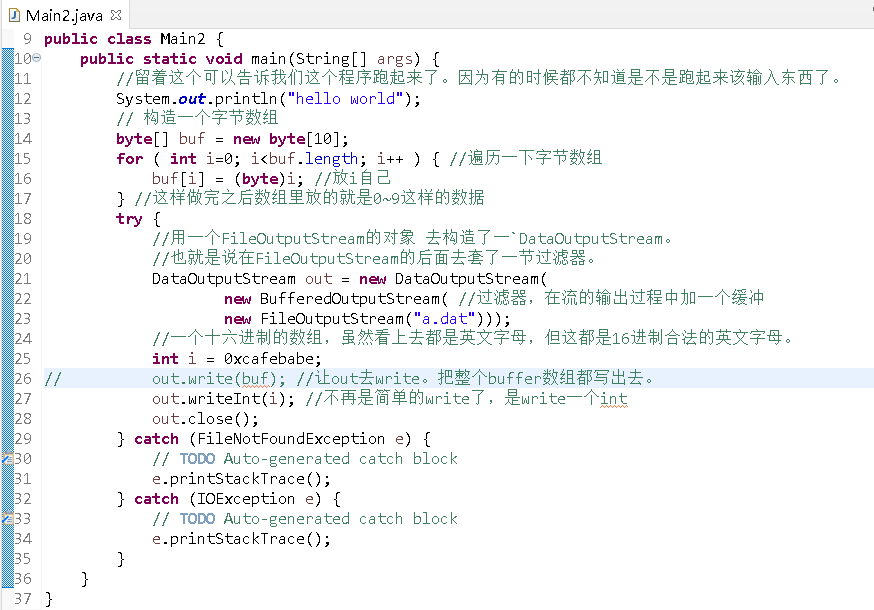 Main2.java
9 public class Main2 {
10 public static void main(String[] args) {
11 //留着这个可以告诉我们这个程序跑起来了。因为有的时候都不知道是不是跑起来该输入东西了。
12 System.out.println("hello world");
13 // 构造一个字节数组
14 byte[] buf = new byte[10];
15 for ( int i=0; i<buf.length; i++ ) { //遍历一下字节数组
16 buf[i] = (byte)i; //放i自己
17 } //这样做完之后数组里放的就是0~9这样的数据
18 try {
19 //用一个FileOutputStream的对象 去构造了一`DataOutputStream。
20 //也就是说在FileOutputStream的后面去套了一节过滤器。
21 DataOutputStream out = new DataOutputStream(
22 new BufferedOutputStream( //过滤器，在流的输出过程中加一个缓冲
23 new FileOutputStream("a.dat")));
24 //一个十六进制的数组，虽然看上去都是英文字母，但这都是16进制合法的英文字母。
25 int i = 0xcafebabe;
26 // out.write(buf); //让out去write。把整个buffer数组都写出去。
27 out.writeInt(i); //不再是简单的write了，是write一个int
28 out.close();
29 } catch (FileNotFoundException e) {
30 // TODO Auto-generated catch block
31 e.printStackTrace();
32 } catch (IOException e) {
33 // TODO Auto-generated catch block
34 e.printStackTrace();
35 }
36 }
37 }